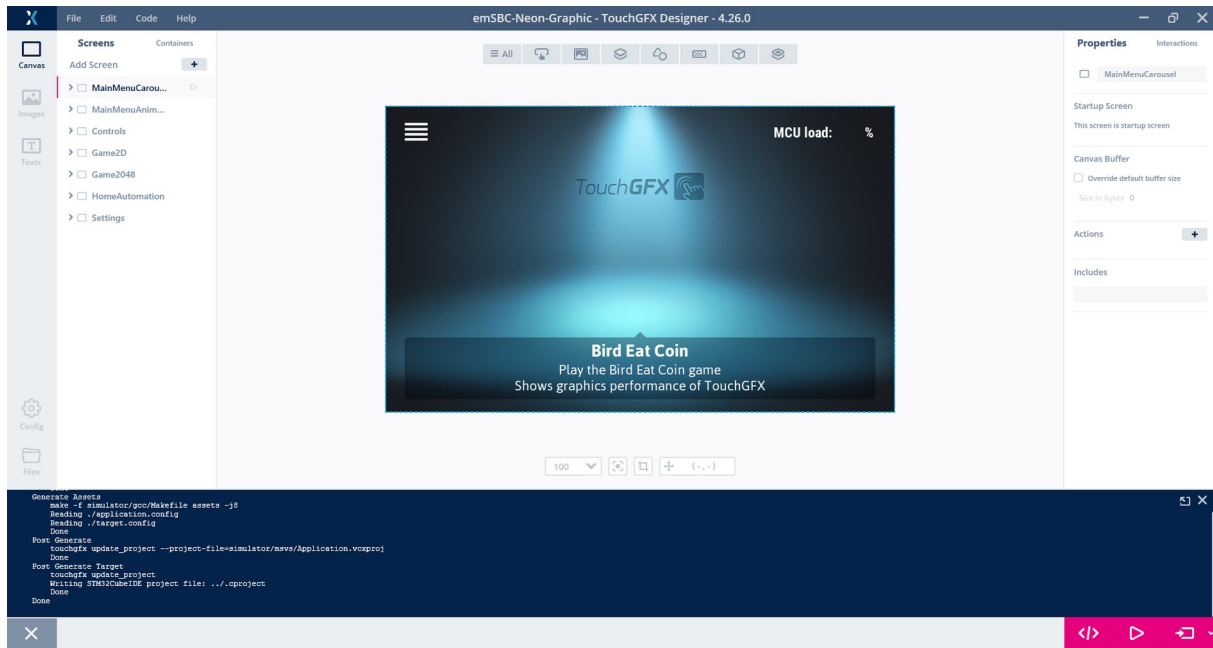 File Edit Code Help
emSBC-Neon-Graphic - TouchGFX Designer - 4.26.0
Canvas
Images
Texts
Config
Files
Screens Containers
Add Screen +
MainMenuCarou...
MainMenuAnim...
Controls
Game2D
Game2048
HomeAutomation
Settings
All
MCU load: %
TouchGFX
Bird Eat Coin
Play the Bird Eat Coin game
Shows graphics performance of TouchGFX
100 (-,-)
Properties Interactions
MainMenuCarousel
Startup Screen
This screen is startup screen
Canvas Buffer
Override default buffer size
Size in bytes 0
Actions +
Includes
Generate Assets
make -f simulator/gcc/Makefile assets -j8
Reading ./application.config
Reading ./target.config
Done
Post Generate
touchgfx update_project --project-file=simulator/msvs/Application.vcxproj
Done
Post Generate Target
touchgfx update_project
Writing STM32CubeIDE project file: ../.cproject
Done
Done